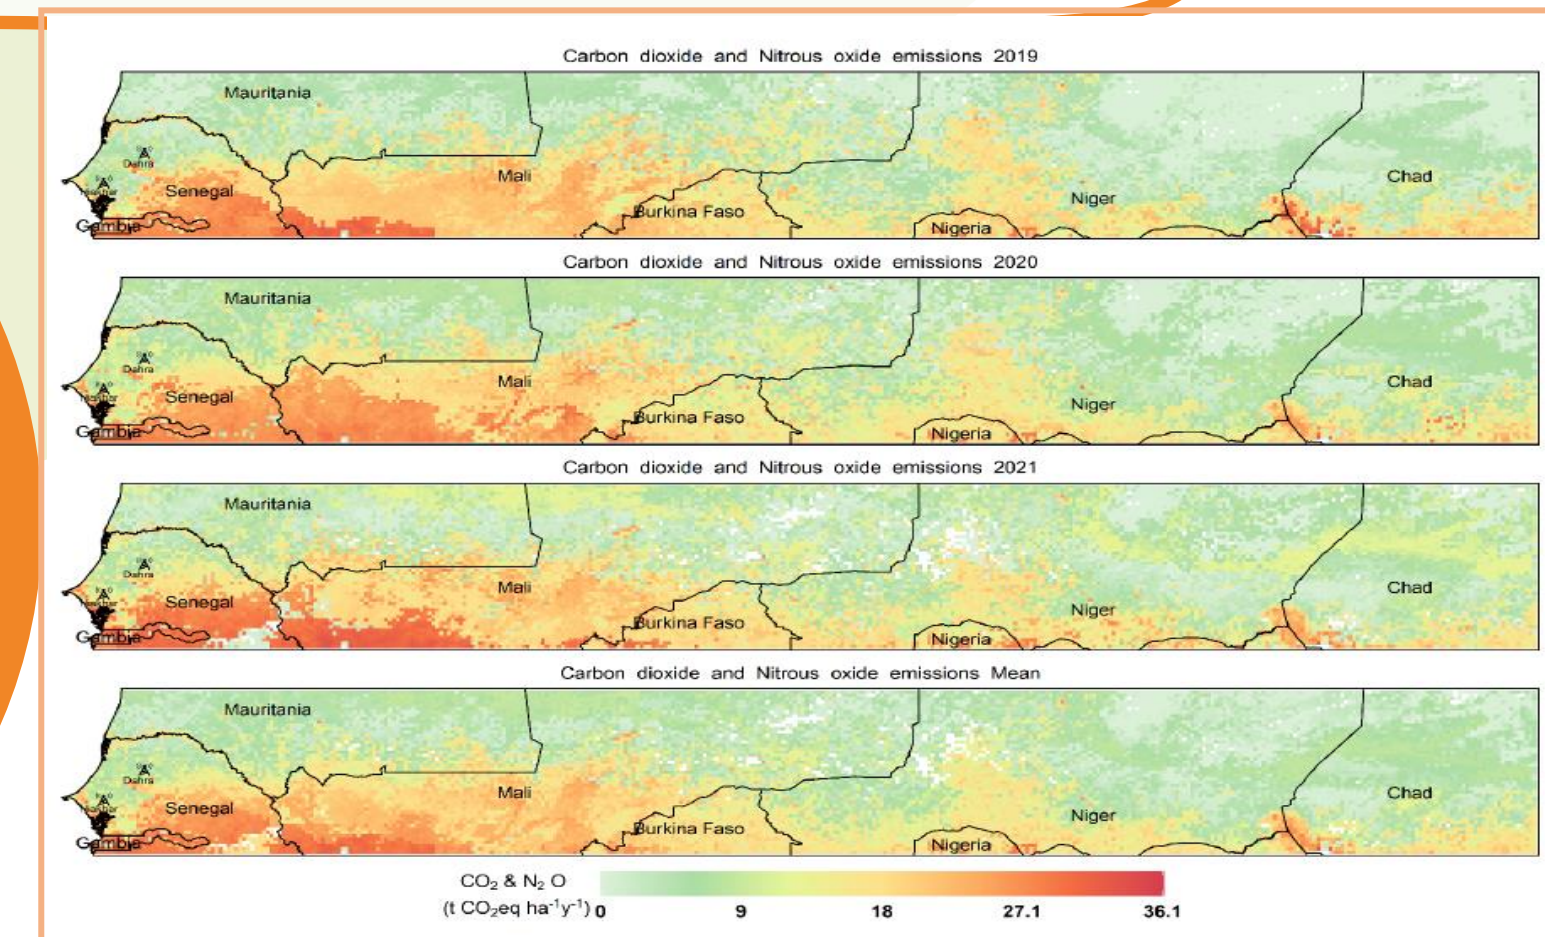 Carbon dioxide and Nitrous oxide emissions 2019
Mauritania
Dahra
Senegal
Mali
Gambia
Burkina Faso
Niger
Nigeria
Chad
Carbon dioxide and Nitrous oxide emissions 2020
Mauritania
Dahra
Senegal
Mali
Gambia
Burkina Faso
Niger
Nigeria
Chad
Carbon dioxide and Nitrous oxide emissions 2021
Mauritania
Dahra
Senegal
Mali
Gambia
Burkina Faso
Niger
Nigeria
Chad
Carbon dioxide and Nitrous oxide emissions Mean
Mauritania
Dahra
Senegal
Mali
Gambia
Burkina Faso
Niger
Nigeria
Chad
CO₂ & N₂ O
(t CO₂eq ha⁻¹y⁻¹) 0 9 18 27.1 36.1